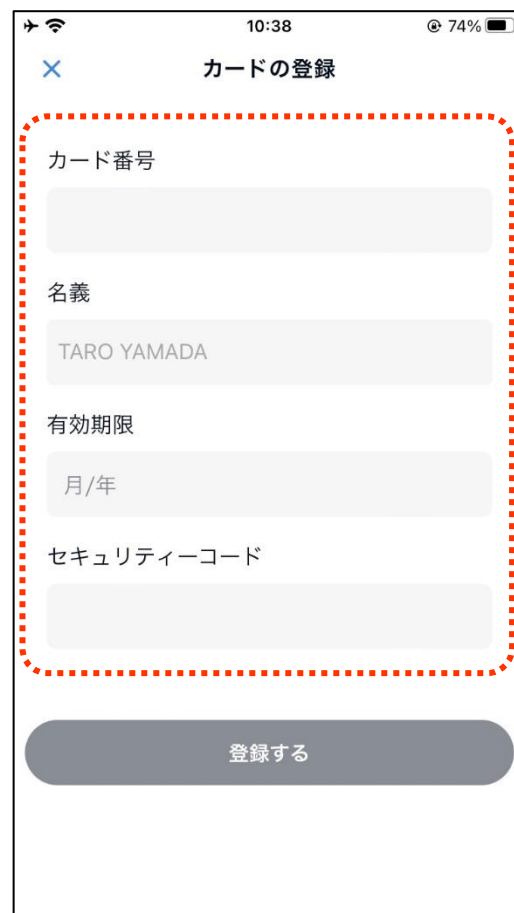 10:38
74%
カードの登録
カード番号
名義
TARO YAMADA
有効期限
月/年
セキュリティーコード
登録する